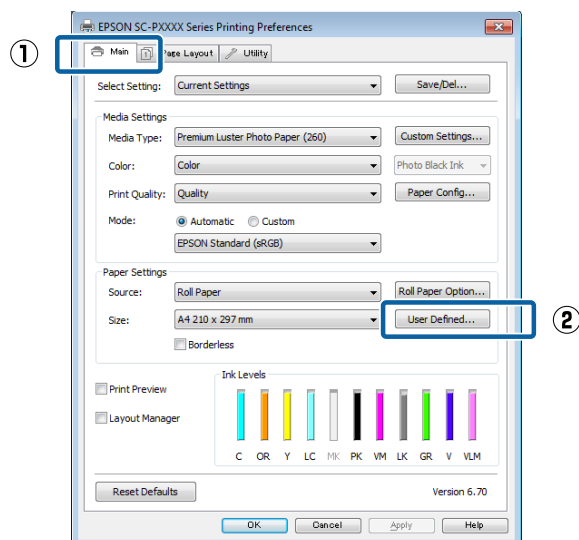 EPSON SC-PXXXX Series Printing Preferences
① Main Page Layout Utility
Select Setting: Current Settings Save/Del...
Media Settings
Media Type: Premium Luster Photo Paper (260) Custom Settings...
Color: Color Photo Black Ink
Print Quality: Quality Paper Config...
Mode: Automatic Custom
EPSON Standard (sRGB)
Paper Settings
Source: Roll Paper Roll Paper Option...
Size: A4 210 x 297 mm User Defined... ②
Borderless
Ink Levels
Print Preview
Layout Manager
C OR Y LC MK PK VM LK GR V VLM
Reset Defaults Version 6.70
OK Cancel Apply Help